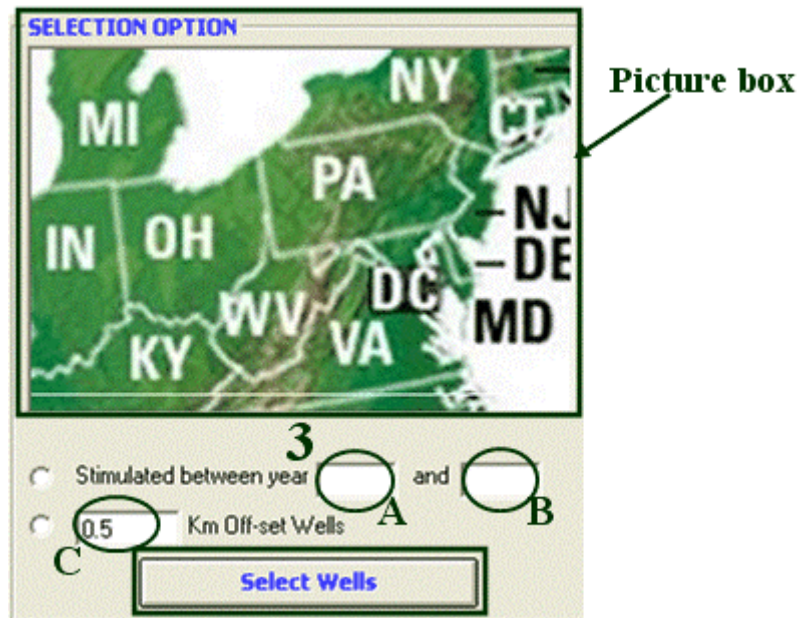 SELECTION OPTION
Picture box
NY
MI
CT
PA
NJ
IN
OH
DE
DC
WV
MD
VA
KY
3
Stimulated between year and
A B
0.5 Km Off-set Wells
C
Select Wells